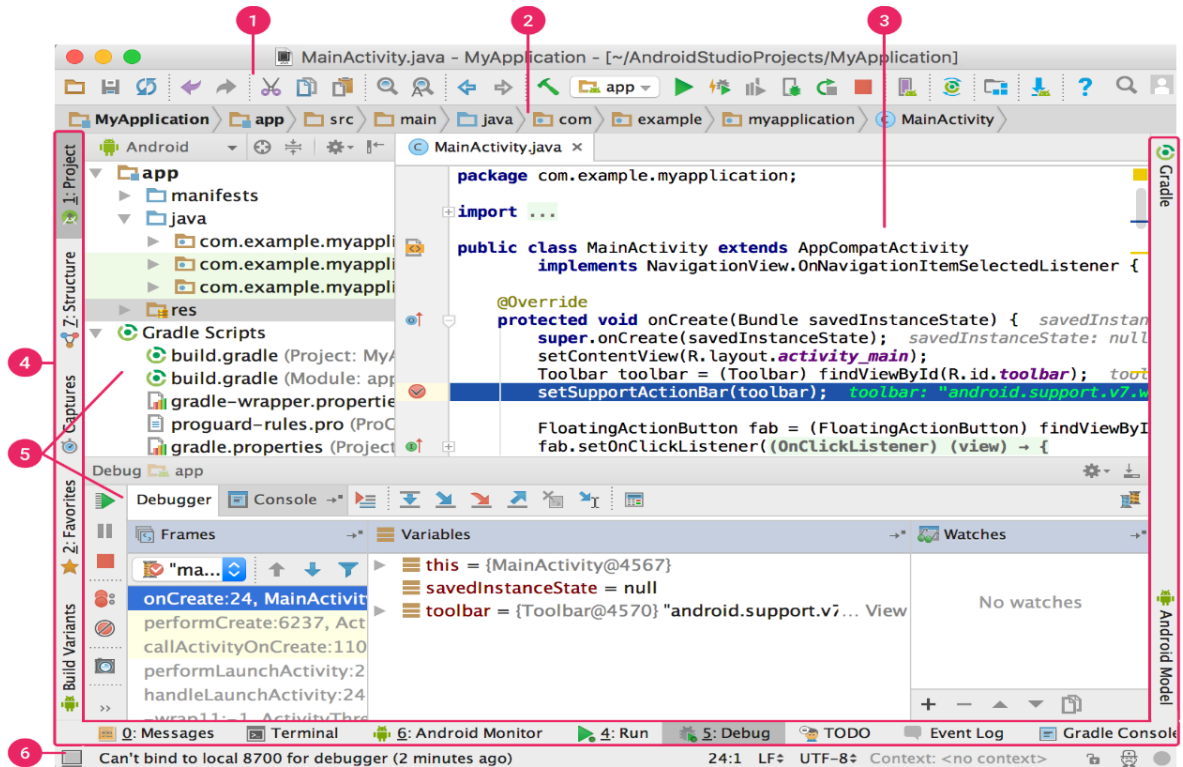 1 2 3
MainActivity.java - MyApplication - [~/AndroidStudioProjects/MyApplication]
app
?
MyApplication app src main java com example myapplication C MainActivity
1: Project
Z: Structure
Captures
2: Favorites
Build Variants
4
5
6
Android
app
manifests
java
com.example.myappli
com.example.myappli
com.example.myappli
res
Gradle Scripts
build.gradle (Project: MyA
build.gradle (Module: app
gradle-wrapper.propertie
proguard-rules.pro (ProC
gradle.properties (Project
C MainActivity.java ×
package com.example.myapplication;
import ...
public class MainActivity extends AppCompatActivity
implements NavigationView.OnNavigationItemSelectedListener {
@Override
protected void onCreate(Bundle savedInstanceState) { savedInstan
super.onCreate(savedInstanceState); savedInstanceState: null
setContentView(R.layout.activity_main);
Toolbar toolbar = (Toolbar) findViewById(R.id.toolbar); tool
setSupportActionBar(toolbar); toolbar: "android.support.v7.w
FloatingActionButton fab = (FloatingActionButton) findViewByI
fab.setOnClickListener((OnClickListener) (view) → {
Gradle
Android Model
Debug app
Debugger Console
Frames Variables Watches
"ma...
onCreate:24, MainActivit
performCreate:6237, Act
callActivityOnCreate:110
performLaunchActivity:2
handleLaunchActivity:24
-wrap11:-1, ActivityThre
this = {MainActivity@4567}
savedInstanceState = null
toolbar = {Toolbar@4570} "android.support.v7... View
No watches
0: Messages Terminal 6: Android Monitor 4: Run 5: Debug TODO Event Log Gradle Console
Can't bind to local 8700 for debugger (2 minutes ago) 24:1 LF UTF-8 Context: <no context>